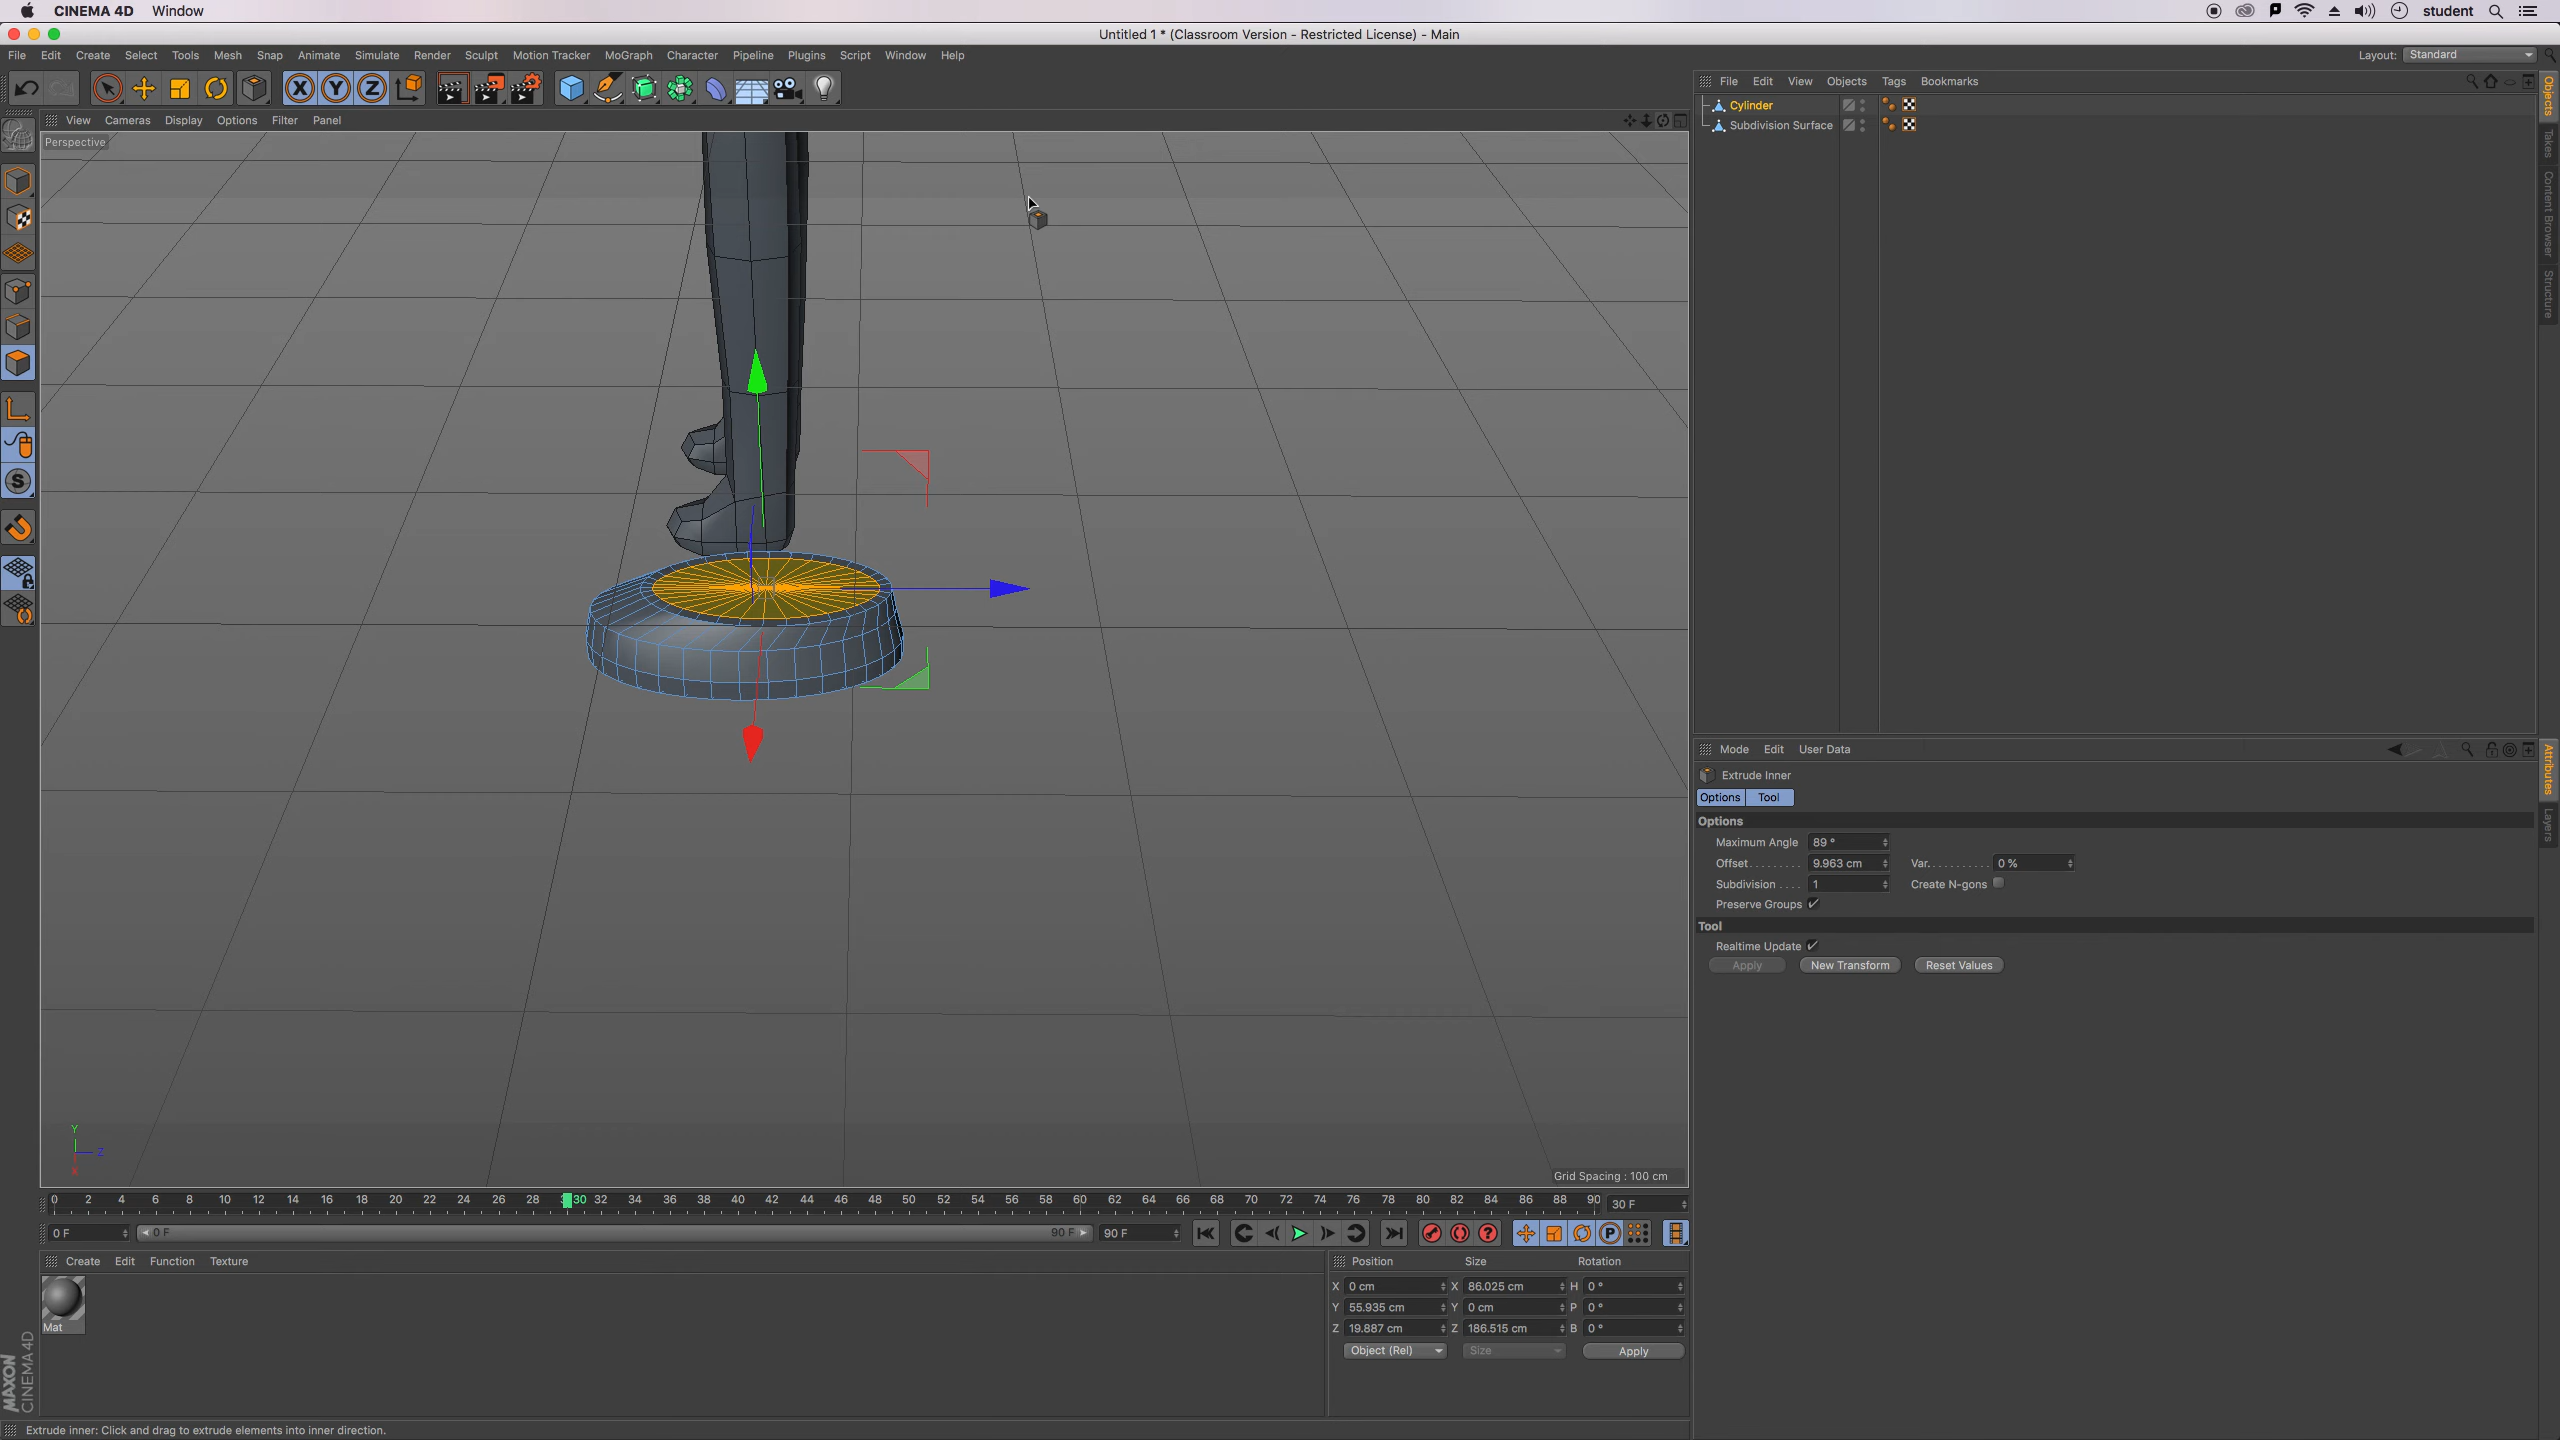 CINEMA 4D Window student
Untitled 1 * (Classroom Version - Restricted License) - Main
File Edit Create Select Tools Mesh Snap Animate Simulate Render Sculpt Motion Tracker MoGraph Character Pipeline Plugins Script Window Help Layout: Standard
X Y Z
File Edit View Objects Tags Bookmarks
View Cameras Display Options Filter Panel
Perspective
Cylinder
Subdivision Surface
Objects
Takes
Content Browser
Structure
S
Grid Spacing : 100 cm
Y
Z
X
Mode Edit User Data
Extrude Inner
Options Tool
Options
Maximum Angle 89 °
Offset 9.963 cm Var. 0 %
Subdivision 1 Create N-gons
Preserve Groups
Tool
Realtime Update
Apply New Transform Reset Values
Attributes
Layers
0 2 4 6 8 10 12 14 16 18 20 22 24 26 28 30 32 34 36 38 40 42 44 46 48 50 52 54 56 58 60 62 64 66 68 70 72 74 76 78 80 82 84 86 88 90 30 F
0 F 0 F 90 F 90 F
Create Edit Function Texture
Mat
Position Size Rotation
X 0 cm X 86.025 cm H 0 °
Y 55.935 cm Y 0 cm P 0 °
Z 19.887 cm Z 186.515 cm B 0 °
Object (Rel) Size Apply
MAXON
CINEMA 4D
Extrude inner: Click and drag to extrude elements into inner direction.